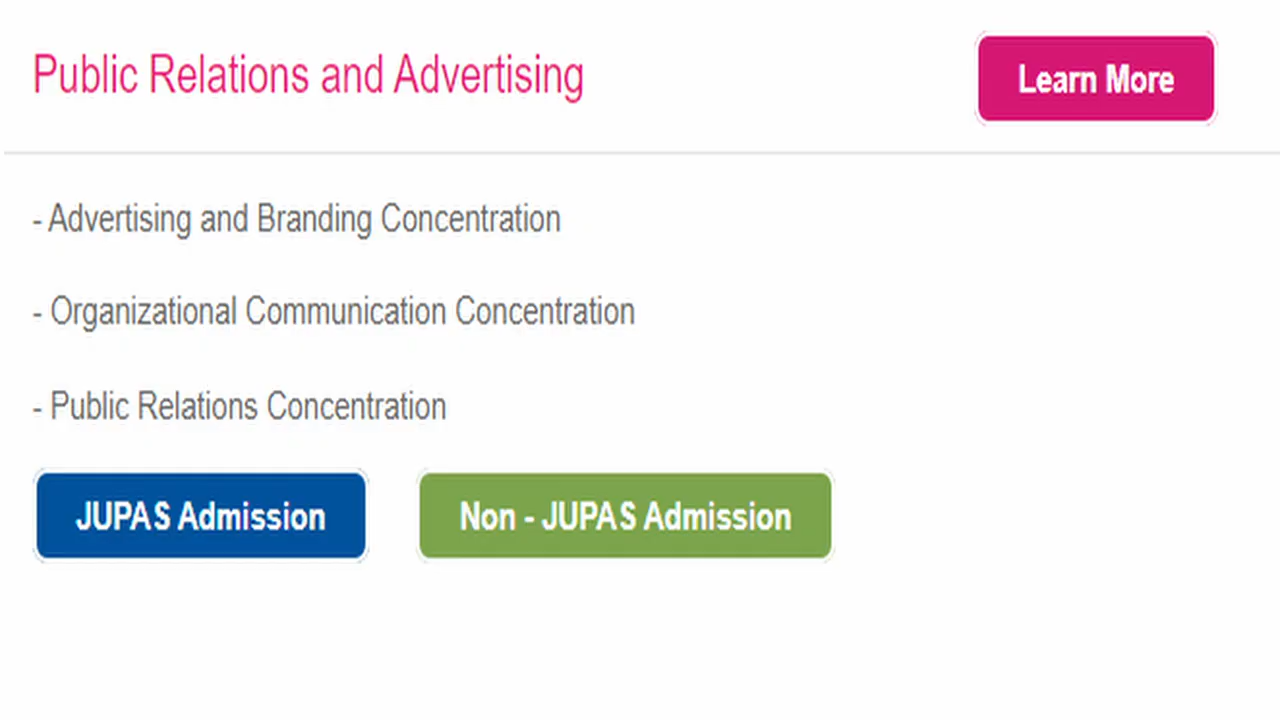 Public Relations and Advertising
Learn More
- Advertising and Branding Concentration
- Organizational Communication Concentration
- Public Relations Concentration
JUPAS Admission
Non - JUPAS Admission